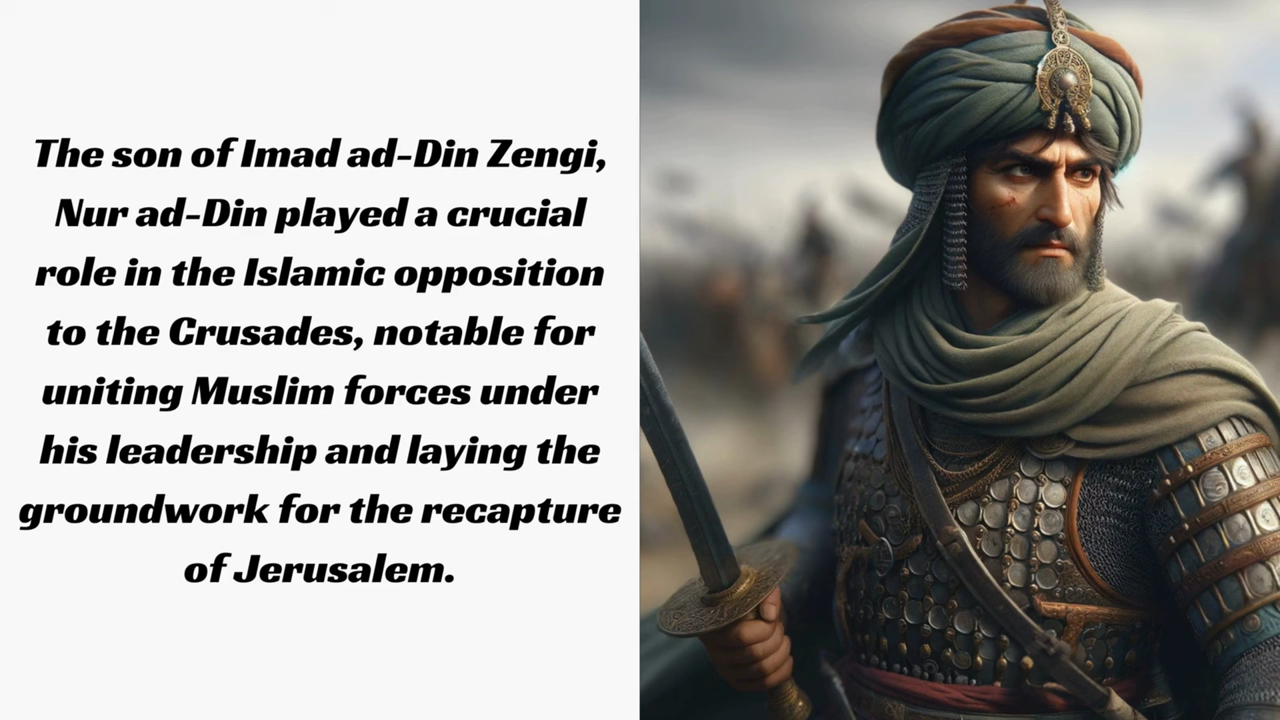 The son of Imad ad-Din Zengi,
Nur ad-Din played a crucial
role in the Islamic opposition
to the Crusades, notable for
uniting Muslim forces under
his leadership and laying the
groundwork for the recapture
of Jerusalem.